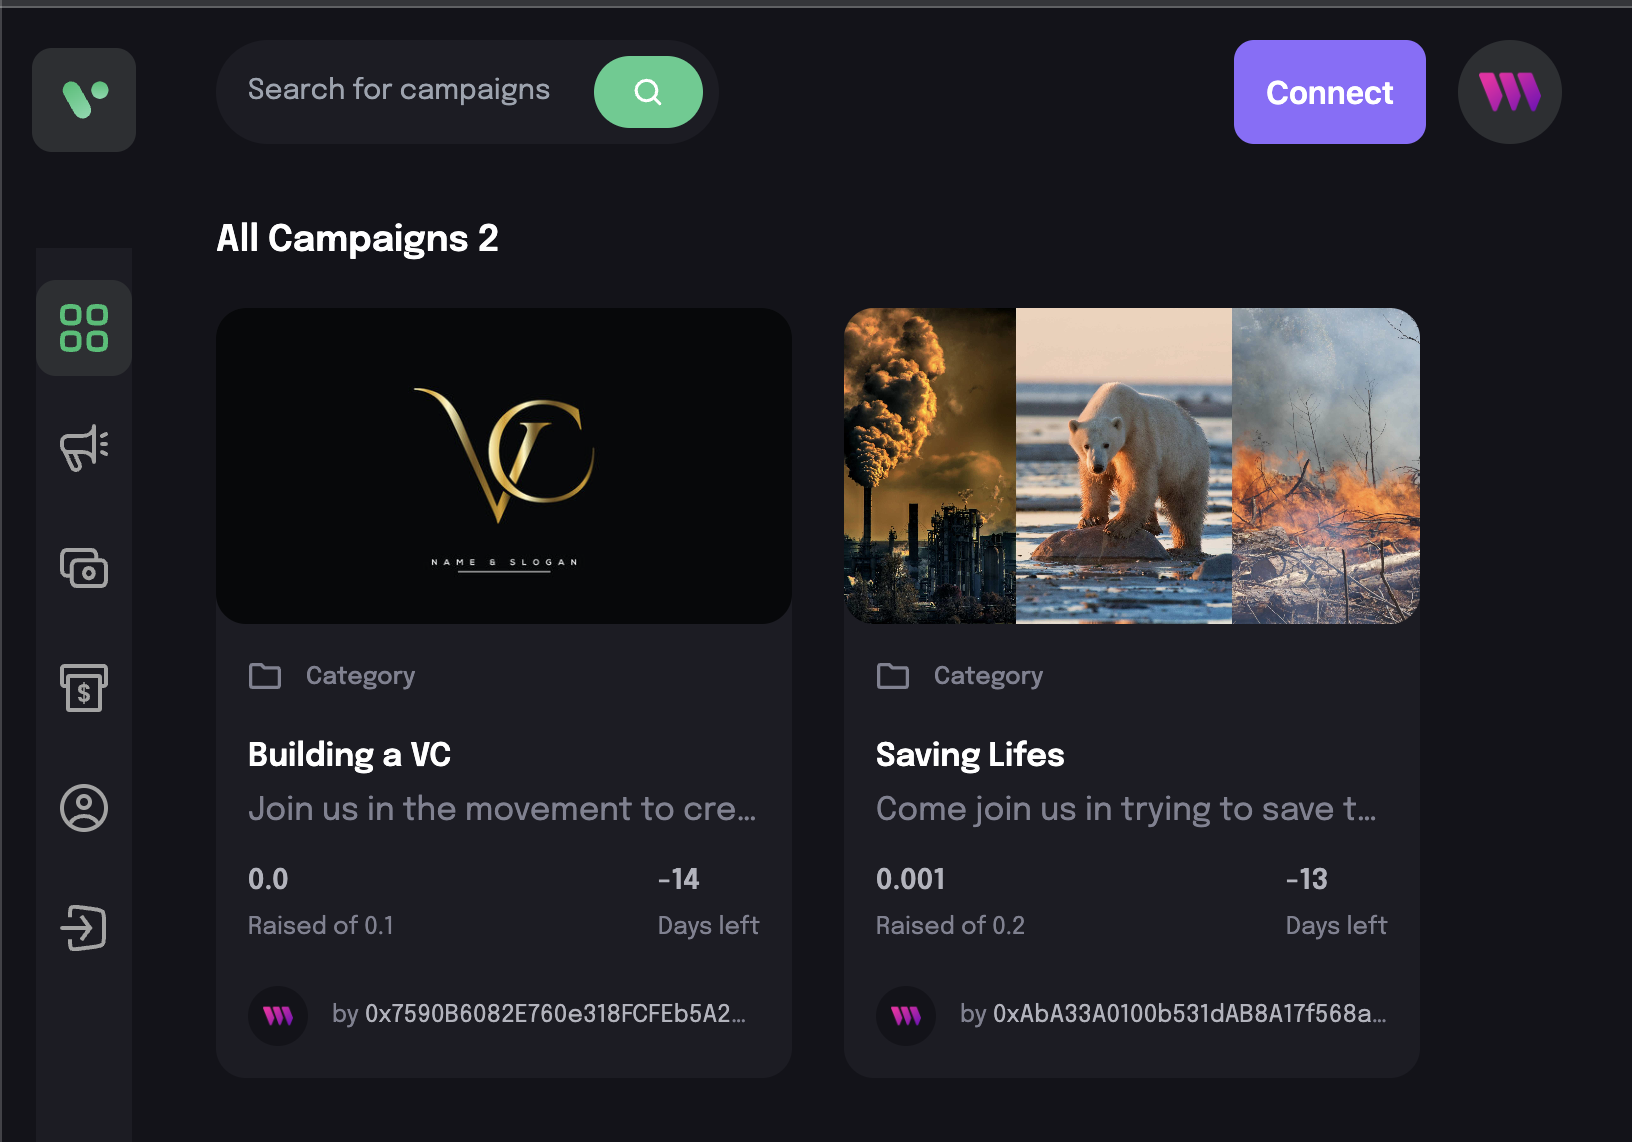 Search for campaigns
Connect
All Campaigns 2
NAME & SLOGAN
Category
Building a VC
Join us in the movement to cre...
0.0
-14
Raised of 0.1
Days left
by 0x7590B6082E760e318FCFEb5A2...
Category
Saving Lifes
Come join us in trying to save t...
0.001
-13
Raised of 0.2
Days left
by 0xAbA33A0100b531dAB8A17f568a...